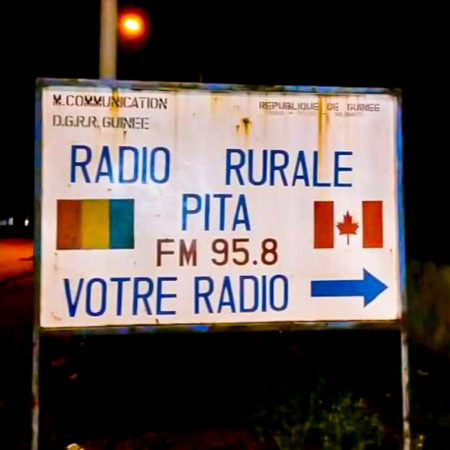 M.COMMUNICATION
REPUBLIQUE DE GUINEE
D.G.R.R. GUINEE
RADIO RURALE
PITA
FM 95.8
VOTRE RADIO